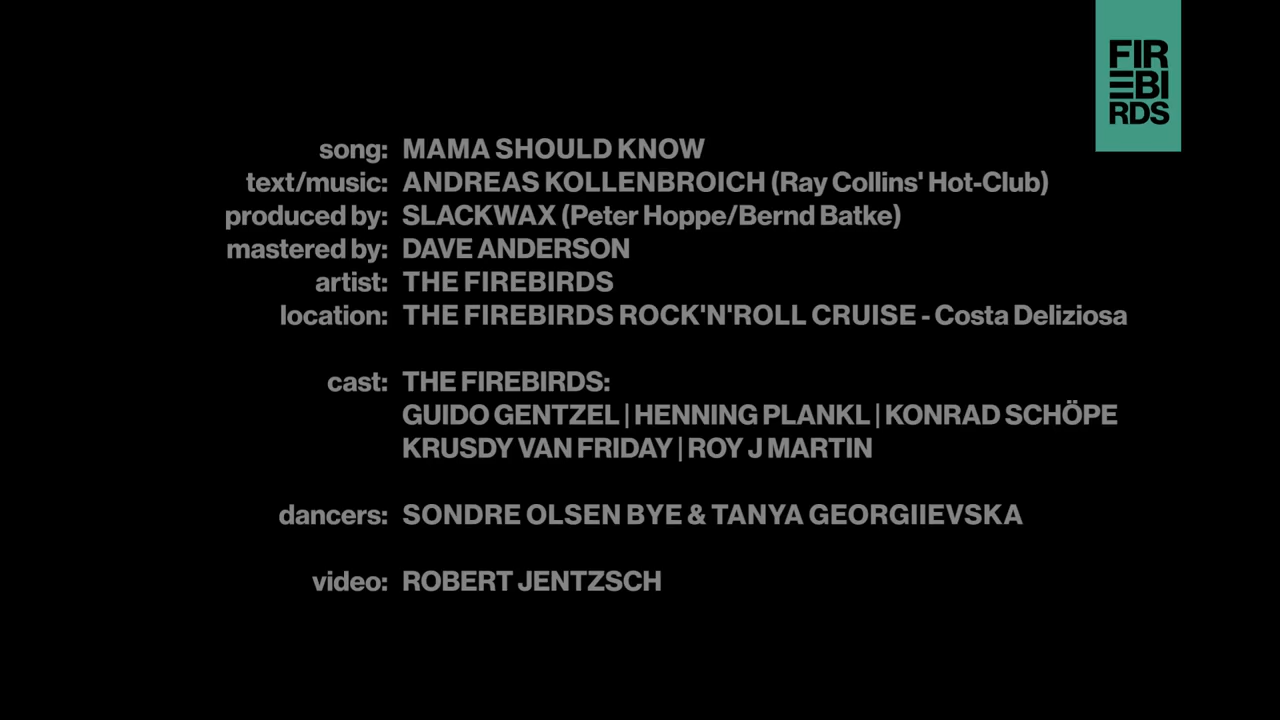 FIR
EBI
RDS
song: MAMA SHOULD KNOW
text/music: ANDREAS KOLLENBROICH (Ray Collins' Hot-Club)
produced by: SLACKWAX (Peter Hoppe/Bernd Batke)
mastered by: DAVE ANDERSON
artist: THE FIREBIRDS
location: THE FIREBIRDS ROCK'N'ROLL CRUISE - Costa Deliziosa
cast: THE FIREBIRDS:
GUIDO GENTZEL | HENNING PLANKL | KONRAD SCHÖPE
KRUSDY VAN FRIDAY | ROY J MARTIN
dancers: SONDRE OLSEN BYE & TANYA GEORGIIEVSKA
video: ROBERT JENTZSCH